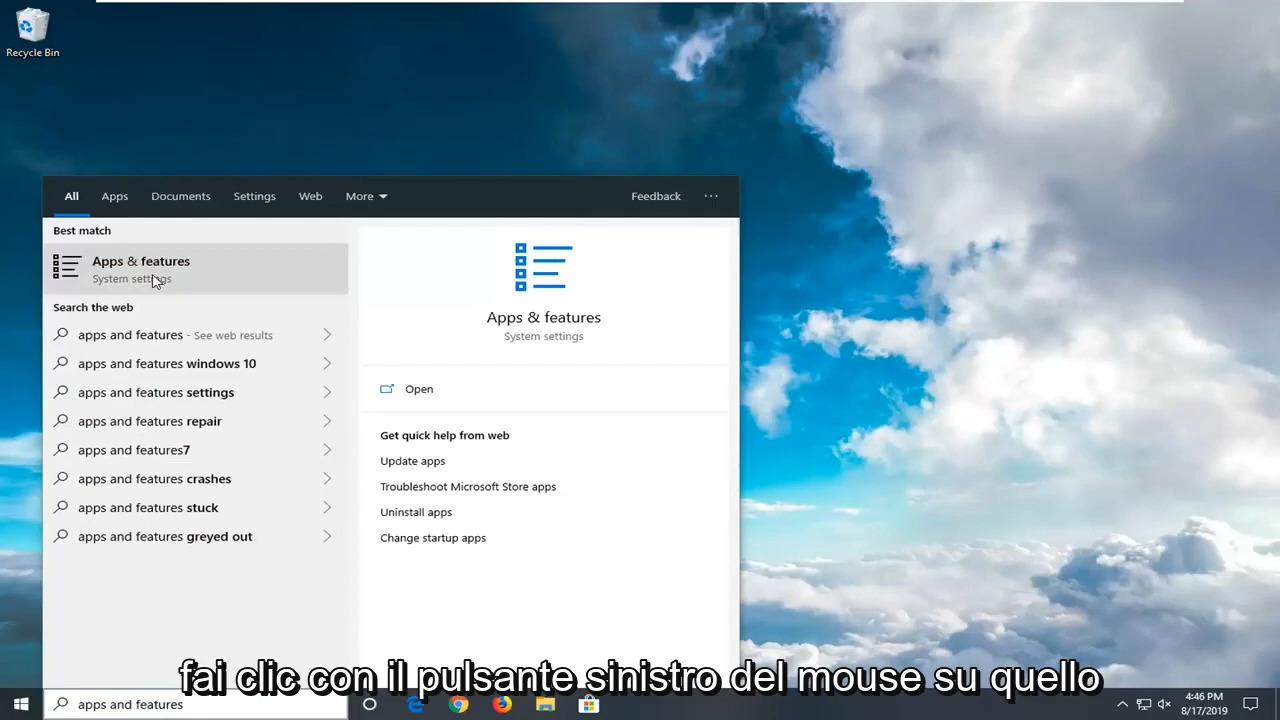 Recycle Bin
All Apps Documents Settings Web More Feedback ...
Best match
Apps & features
System settings
Search the web
apps and features - See web results
apps and features windows 10
apps and features settings
apps and features repair
apps and features7
apps and features crashes
apps and features stuck
apps and features greyed out
Apps & features
System settings
Open
Get quick help from web
Update apps
Troubleshoot Microsoft Store apps
Uninstall apps
Change startup apps
fai clic con il pulsante sinistro del mouse su quello
apps and features
4:46 PM
8/17/2019